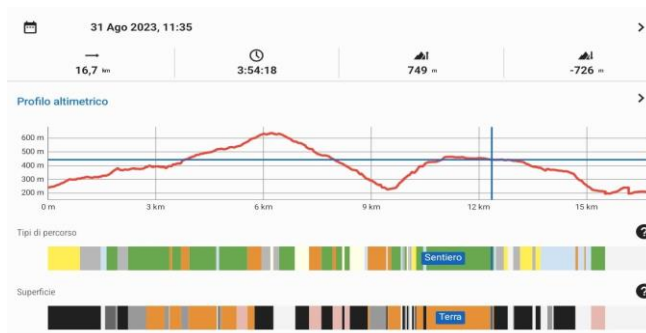 31 Ago 2023, 11:35
16,7 km
3:54:18
749 m
-726 m
Profilo altimetrico
600 m
500 m
400 m
300 m
200 m
0 m 3 km 6 km 9 km 12 km 15 km
Tipi di percorso
?
Sentiero
Superficie
?
Terra